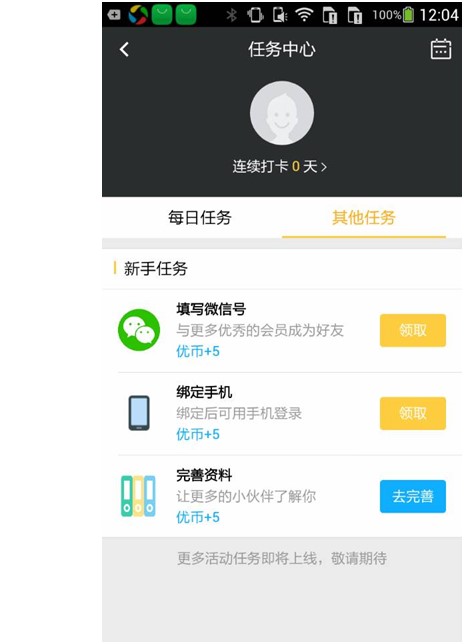 100% 12:04
任务中心
连续打卡 0 天 >
每日任务 其他任务
新手任务
填写微信号
与更多优秀的会员成为好友
优币+5
领取
绑定手机
绑定后可用手机登录
优币+5
领取
完善资料
让更多的小伙伴了解你
优币+5
去完善
更多活动任务即将上线，敬请期待